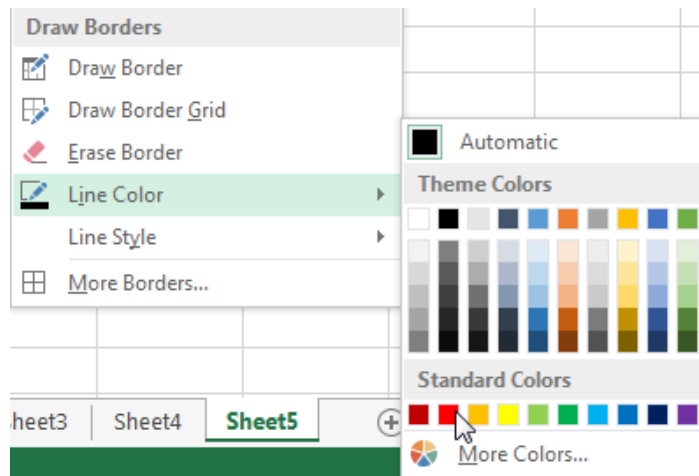 Draw Borders
Draw Border
Draw Border Grid
Erase Border
Line Color
Line Style
More Borders...
Automatic
Theme Colors
Standard Colors
More Colors...
heet3
Sheet4
Sheet5